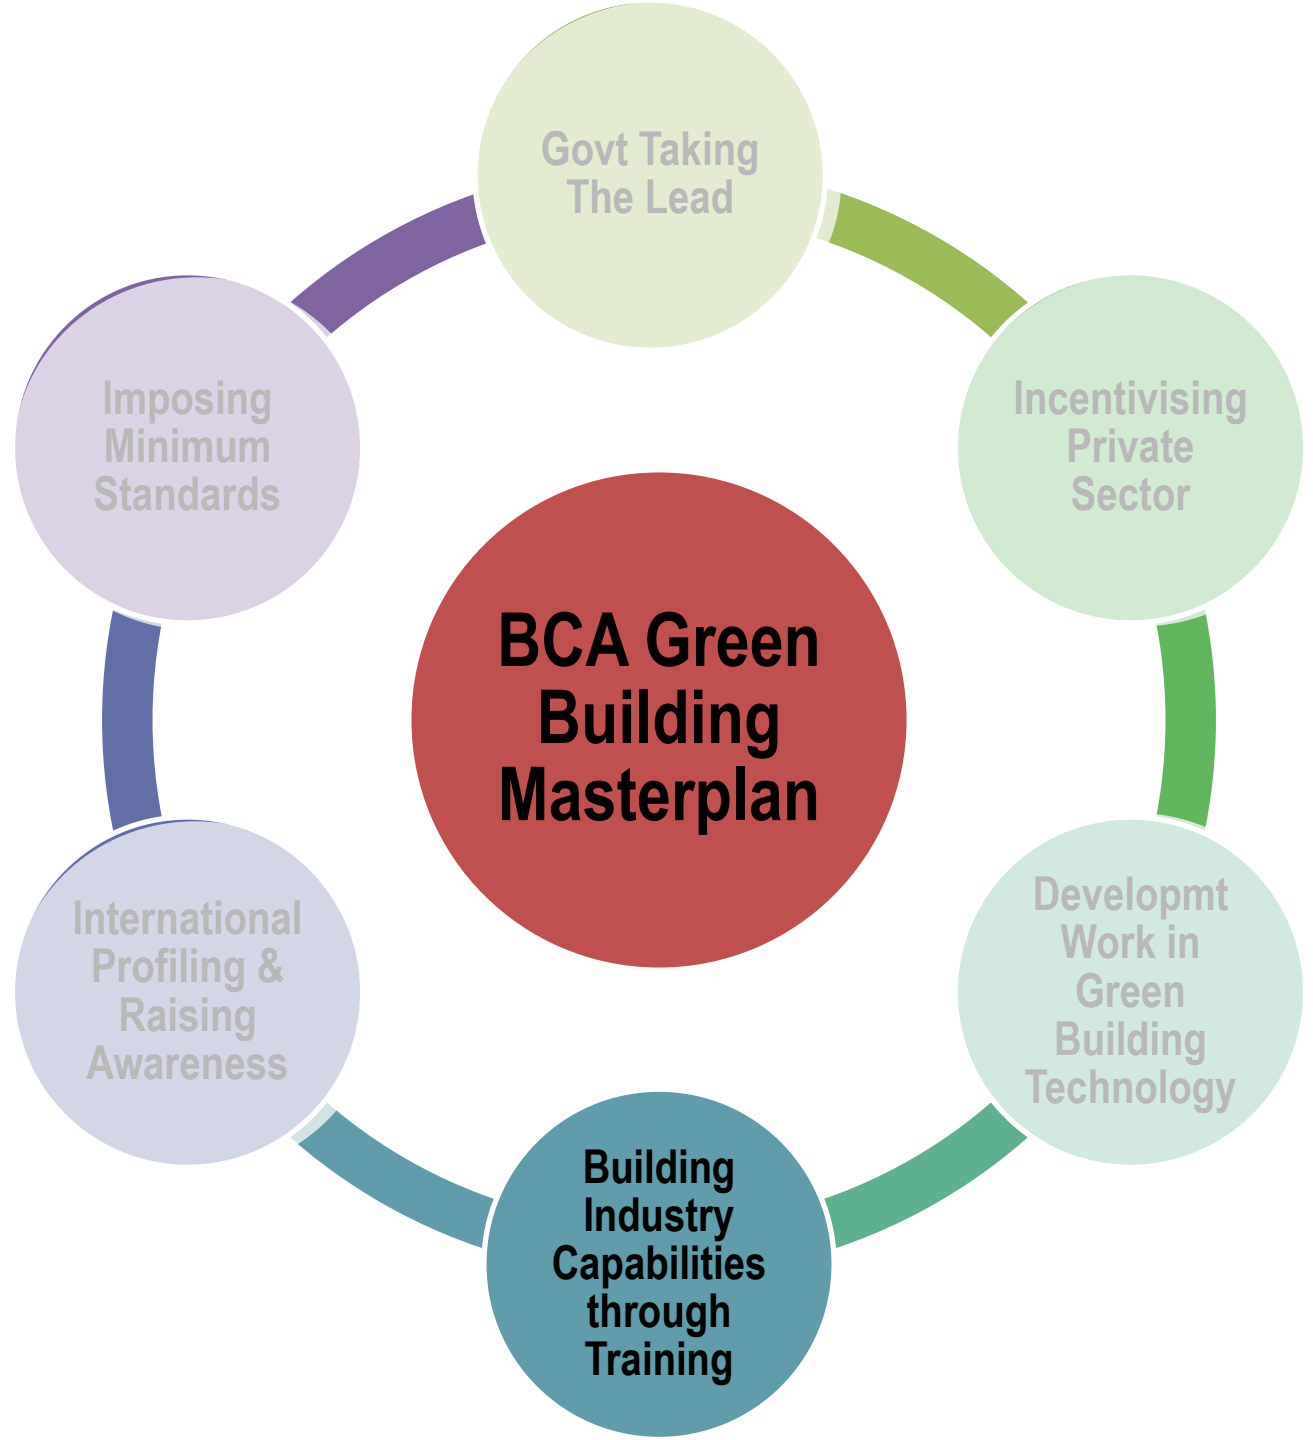 Govt Taking
The Lead
Incentivising
Private
Sector
Developmt
Work in
Green
Building
Technology
Building
Industry
Capabilities
through
Training
International
Profiling &
Raising
Awareness
Imposing
Minimum
Standards
BCA Green
Building
Masterplan